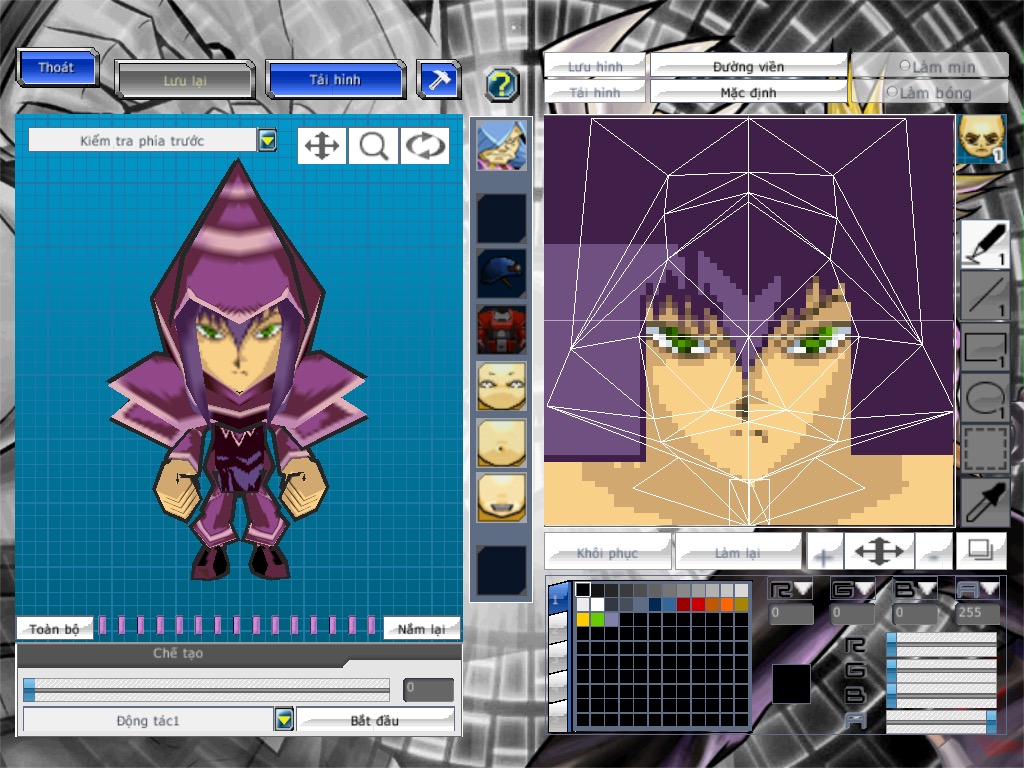 Thoát
Lưu lại
Tải hình
?
Lưu hình
Đường viền
Làm mịn
Tải hình
Mặc định
Làm bóng
Kiểm tra phía trước
1
1
1
1
1
Khôi phục
Làm lại
1
R
G
B
A
0
0
0
255
Toàn bộ
Nắm lại
Chế tạo
R
G
B
A
0
Động tác1
Bắt đầu